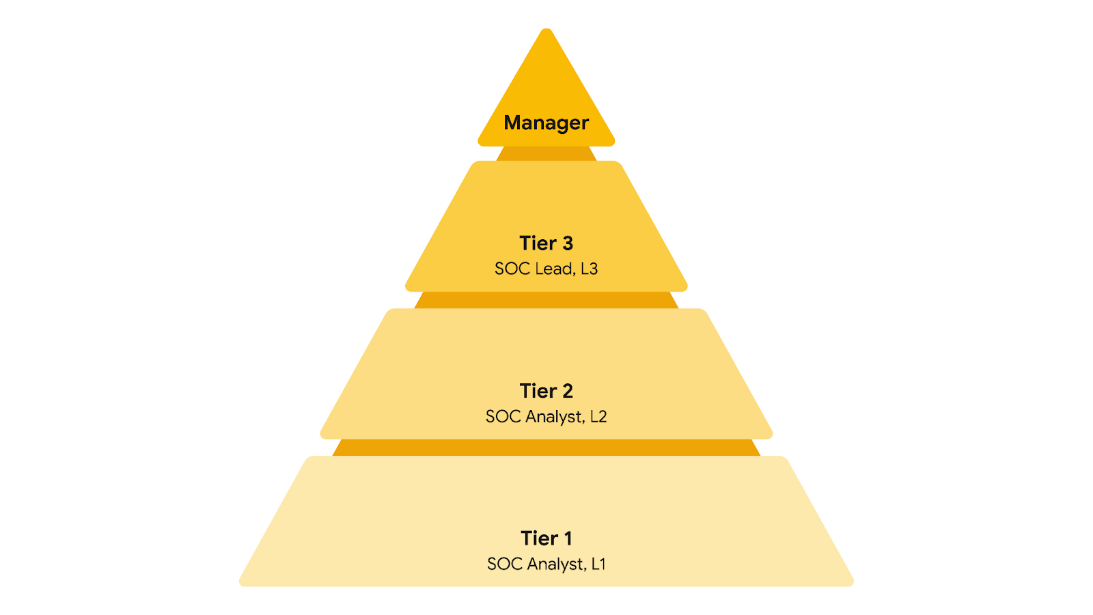 Manager
Tier 3
SOC Lead, L3
Tier 2
SOC Analyst, L2
Tier 1
SOC Analyst, L1